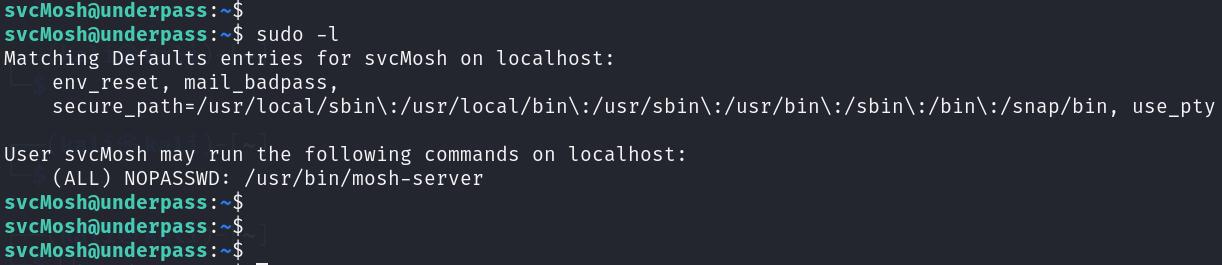 svcMosh@underpass:~$
svcMosh@underpass:~$ sudo -l
Matching Defaults entries for svcMosh on localhost:
    env_reset, mail_badpass,
    secure_path=/usr/local/sbin\:/usr/local/bin\:/usr/sbin\:/usr/bin\:/sbin\:/bin\:/snap/bin, use_pty

User svcMosh may run the following commands on localhost:
    (ALL) NOPASSWD: /usr/bin/mosh-server
svcMosh@underpass:~$
svcMosh@underpass:~$
svcMosh@underpass:~$